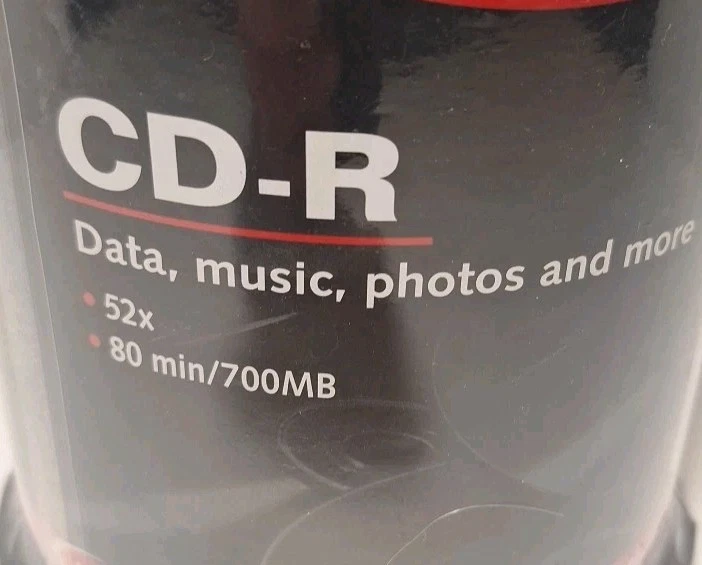 CD-R
Data, music, photos and more
• 52x
• 80 min/700MB